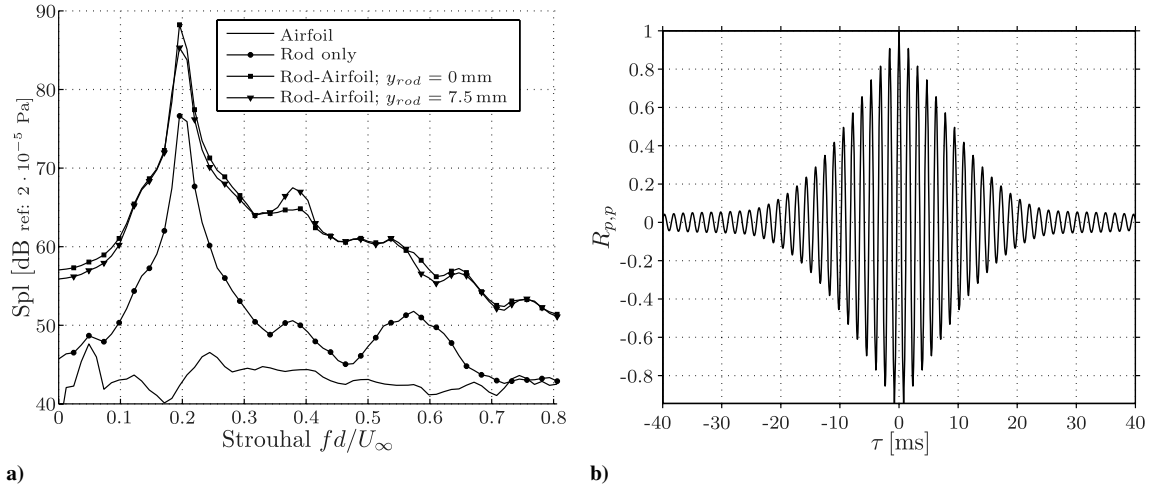 90
80
70
60
50
40
Spl [dB ref: 2 · 10⁻⁵ Pa]
Airfoil
Rod only
Rod-Airfoil; y_rod = 0 mm
Rod-Airfoil; y_rod = 7.5 mm
0 0.1 0.2 0.3 0.4 0.5 0.6 0.7 0.8
Strouhal fd/U∞
a)
1
0.8
0.6
0.4
0.2
0
-0.2
-0.4
-0.6
-0.8
R_p,p
-40 -30 -20 -10 0 10 20 30 40
τ [ms]
b)